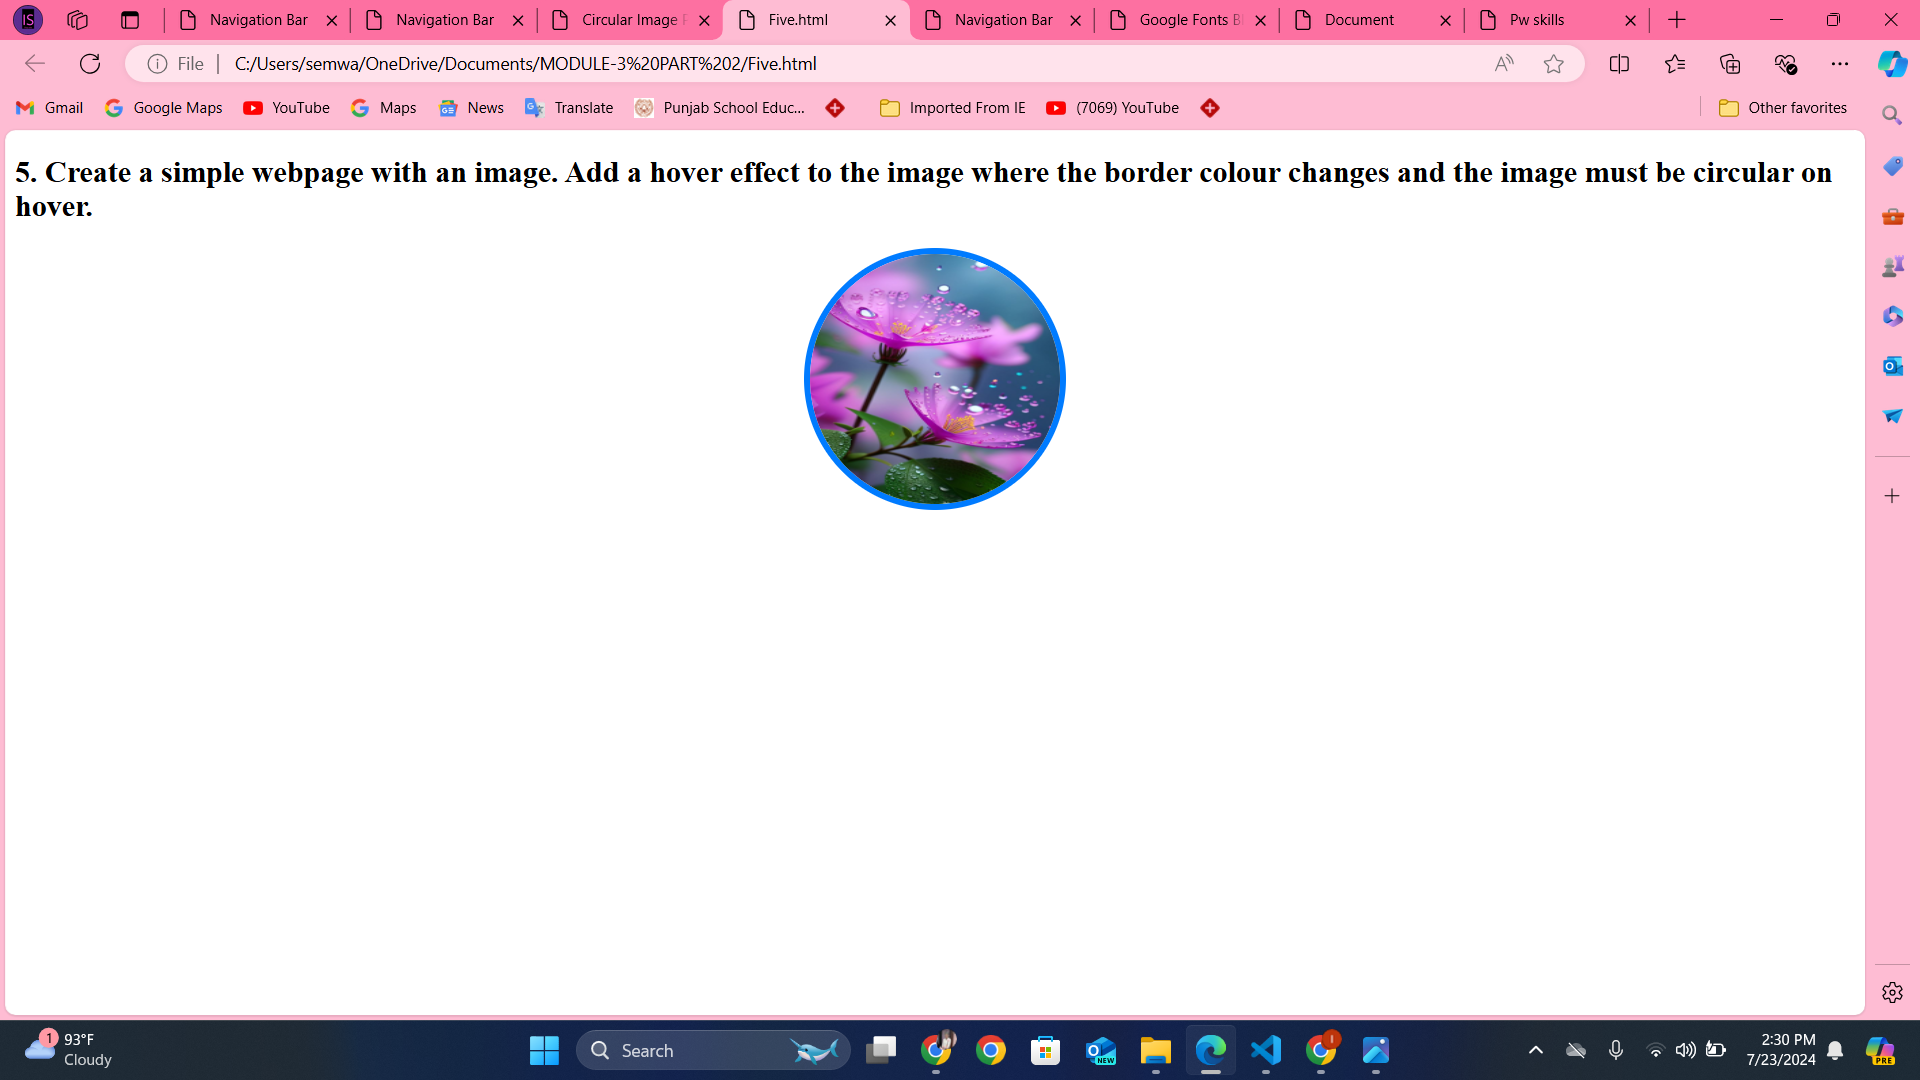 IS
Navigation Bar
Navigation Bar
Circular Image
Five.html
Navigation Bar
Google Fonts
Document
Pw skills
File
C:/Users/semwa/OneDrive/Documents/MODULE-3%20PART%202/Five.html
Gmail
Google Maps
YouTube
Maps
News
Translate
Punjab School Educ...
Imported From IE
(7069) YouTube
Other favorites
5. Create a simple webpage with an image. Add a hover effect to the image where the border colour changes and the image must be circular on
hover.
1
93°F
Cloudy
Search
NEW
2:30 PM
7/23/2024
PRE